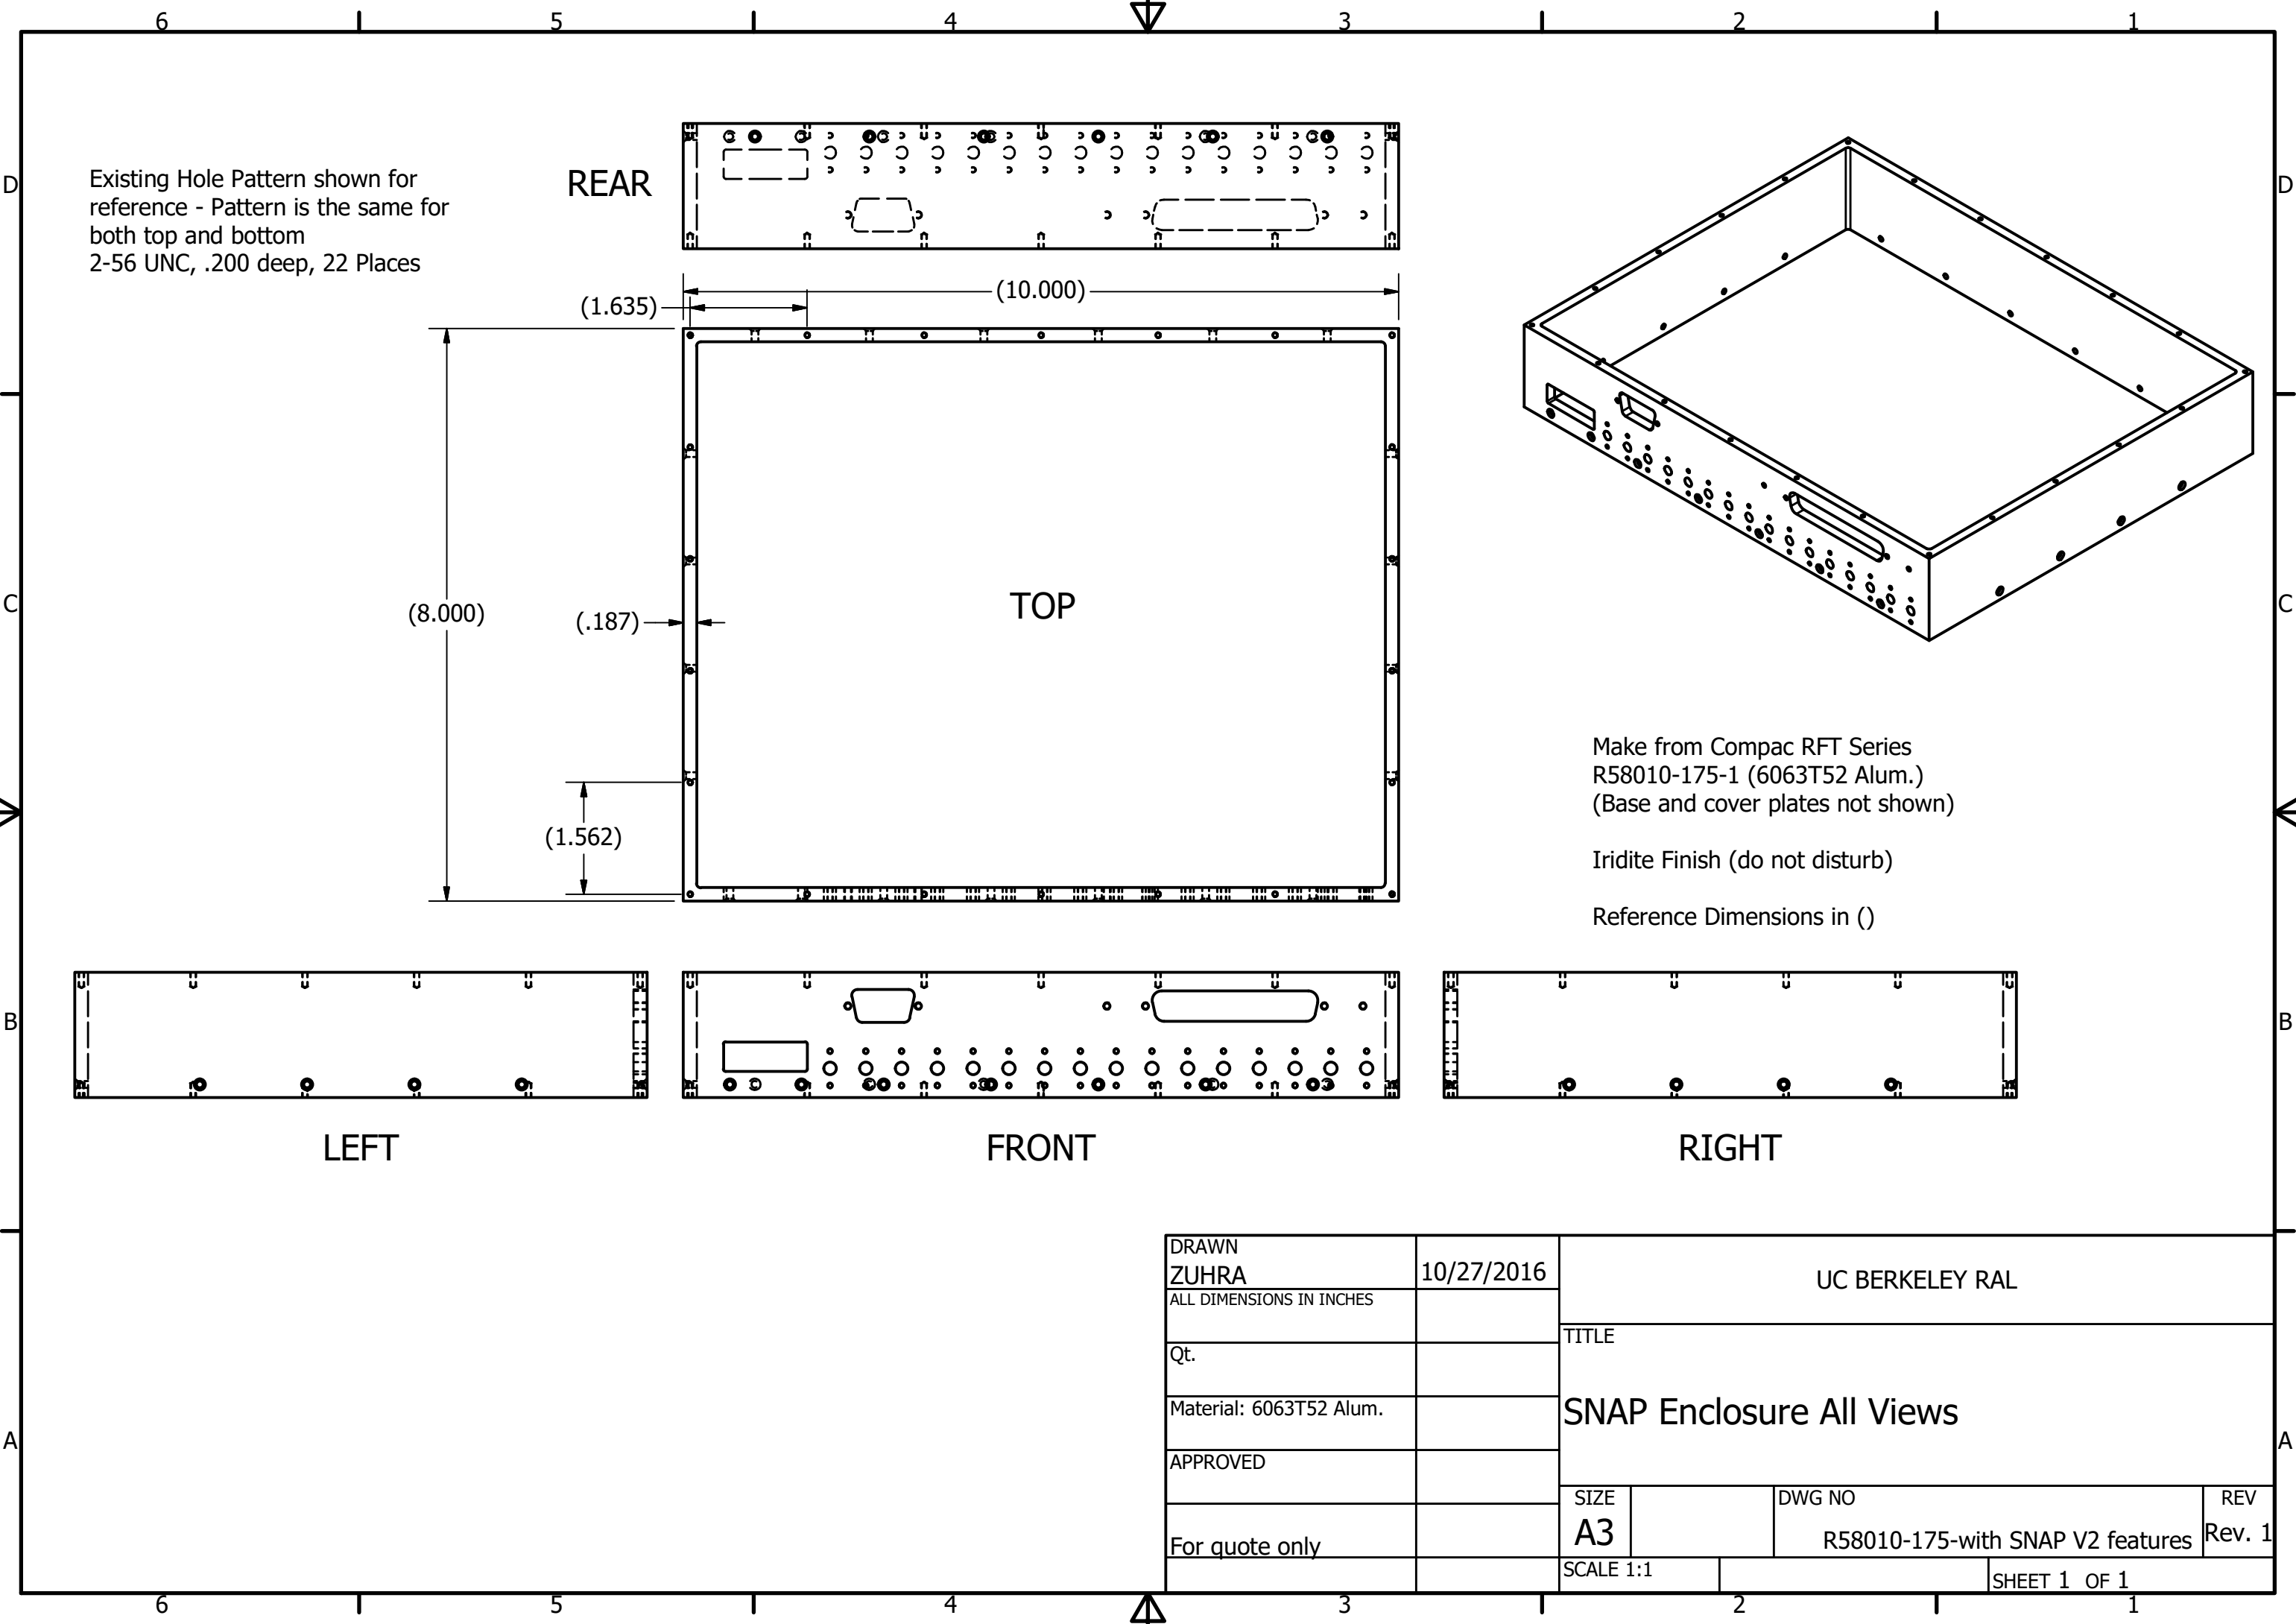 6 5 4 3 2 1
D
D
Existing Hole Pattern shown for
reference - Pattern is the same for
both top and bottom
2-56 UNC, .200 deep, 22 Places
REAR
(10.000)
(1.635)
(8.000)
(.187)
TOP
(1.562)
C
C
Make from Compac RFT Series
R58010-175-1 (6063T52 Alum.)
(Base and cover plates not shown)
Iridite Finish (do not disturb)
Reference Dimensions in ()
B
B
LEFT
FRONT
RIGHT
A
A
DRAWN
ZUHRA
10/27/2016
ALL DIMENSIONS IN INCHES
Qt.
Material: 6063T52 Alum.
APPROVED
For quote only
UC BERKELEY RAL
TITLE
SNAP Enclosure All Views
SIZE
A3
DWG NO
R58010-175-with SNAP V2 features
REV
Rev. 1
SCALE 1:1
SHEET 1 OF 1
6 5 4 3 2 1